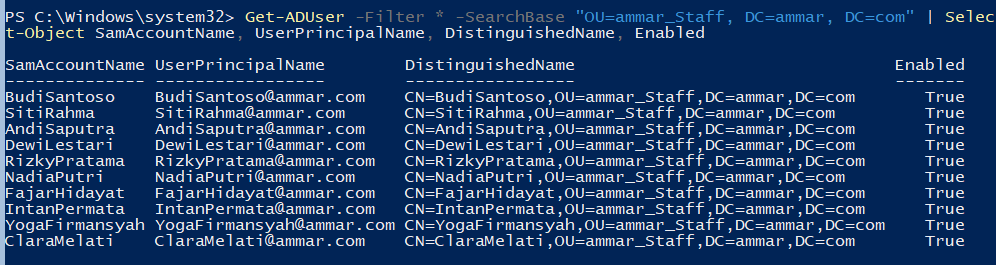 PS C:\Windows\system32> Get-ADUser -Filter * -SearchBase "OU=ammar_Staff, DC=ammar, DC=com" | Selec
t-Object SamAccountName, UserPrincipalName, DistinguishedName, Enabled
SamAccountName UserPrincipalName DistinguishedName Enabled
-------------- ----------------- ----------------- -------
BudiSantoso BudiSantoso@ammar.com CN=BudiSantoso,OU=ammar_Staff,DC=ammar,DC=com True
SitiRahma SitiRahma@ammar.com CN=SitiRahma,OU=ammar_Staff,DC=ammar,DC=com True
AndiSaputra AndiSaputra@ammar.com CN=AndiSaputra,OU=ammar_Staff,DC=ammar,DC=com True
DewiLestari DewiLestari@ammar.com CN=DewiLestari,OU=ammar_Staff,DC=ammar,DC=com True
RizkyPratama RizkyPratama@ammar.com CN=RizkyPratama,OU=ammar_Staff,DC=ammar,DC=com True
NadiaPutri NadiaPutri@ammar.com CN=NadiaPutri,OU=ammar_Staff,DC=ammar,DC=com True
FajarHidayat FajarHidayat@ammar.com CN=FajarHidayat,OU=ammar_Staff,DC=ammar,DC=com True
IntanPermata IntanPermata@ammar.com CN=IntanPermata,OU=ammar_Staff,DC=ammar,DC=com True
YogaFirmansyah YogaFirmansyah@ammar.com CN=YogaFirmansyah,OU=ammar_Staff,DC=ammar,DC=com True
ClaraMelati ClaraMelati@ammar.com CN=ClaraMelati,OU=ammar_Staff,DC=ammar,DC=com True